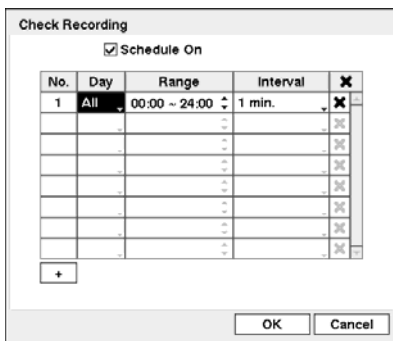 Check Recording
Schedule On
No. Day Range Interval
1 All 00:00 ~ 24:00 1 min.
+
OK Cancel